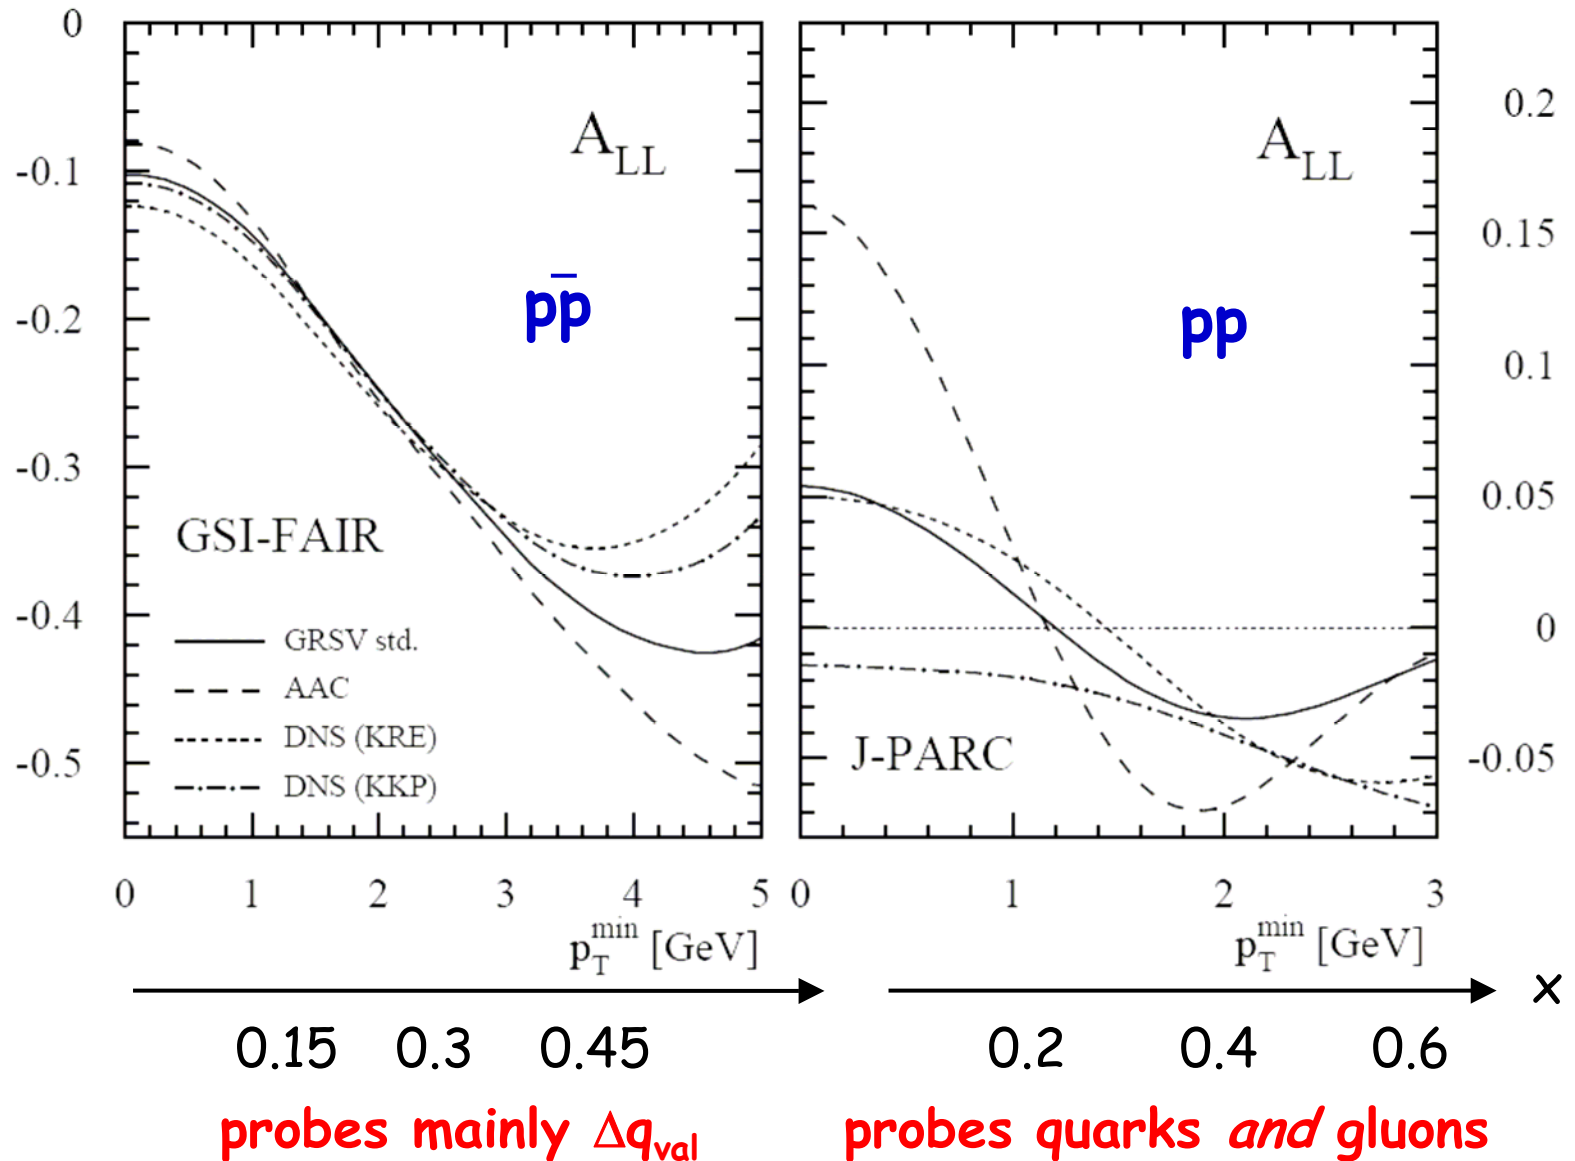 0
-0.1
-0.2
-0.3
-0.4
-0.5
A_LL
pp̅
GSI-FAIR
GRSV std.
AAC
DNS (KRE)
DNS (KKP)
0 1 2 3 4 5
p_T^min [GeV]
0.15 0.3 0.45
probes mainly Δq_val
A_LL
pp
J-PARC
0.2
0.15
0.1
0.05
0
-0.05
0 1 2 3
p_T^min [GeV]
x
0.2 0.4 0.6
probes quarks and gluons